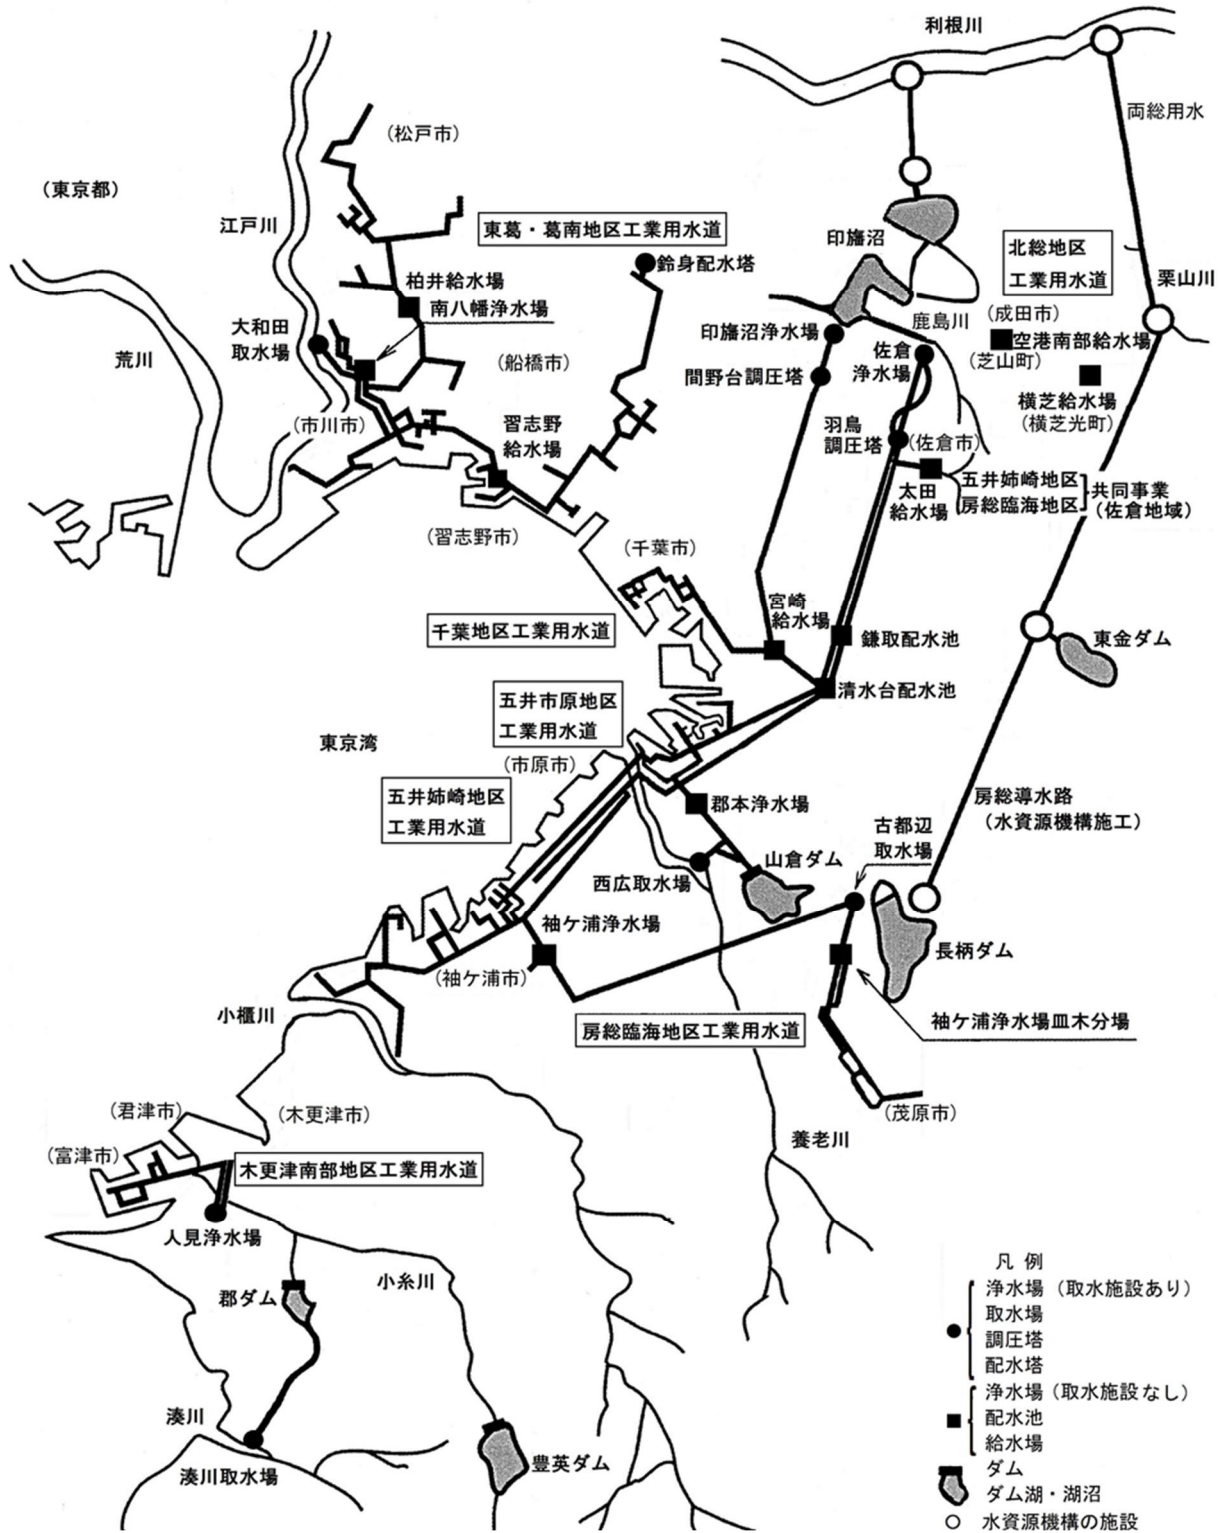 利根川
両総用水
(松戸市)
(東京都)
江戸川
東葛・葛南地区工業用水道
印旛沼
北総地区
工業用水道
栗山川
鈴身配水塔
柏井給水場
南八幡浄水場
大和田
取水場
荒川
(船橋市)
鹿島川
(成田市)
印旛沼浄水場
空港南部給水場
(芝山町)
佐倉
浄水場
間野台調圧塔
横芝給水場
(横芝光町)
(市川市)
習志野
給水場
羽鳥
調圧塔
(佐倉市)
太田
給水場
五井姉崎地区
房総臨海地区
共同事業
(佐倉地域)
(習志野市)
(千葉市)
宮崎
給水場
千葉地区工業用水道
鎌取配水池
東金ダム
清水台配水池
五井市原地区
工業用水道
東京湾
(市原市)
五井姉崎地区
工業用水道
郡本浄水場
房総導水路
(水資源機構施工)
古都辺
取水場
山倉ダム
西広取水場
袖ケ浦浄水場
長柄ダム
(袖ケ浦市)
小櫃川
房総臨海地区工業用水道
袖ケ浦浄水場皿木分場
(君津市)
(木更津市)
(茂原市)
養老川
(富津市)
木更津南部地区工業用水道
人見浄水場
小糸川
郡ダム
湊川
湊川取水場
豊英ダム
凡 例
浄水場 (取水施設あり)
取水場
調圧塔
配水塔
浄水場 (取水施設なし)
配水池
給水場
ダム
ダム湖・湖沼
水資源機構の施設